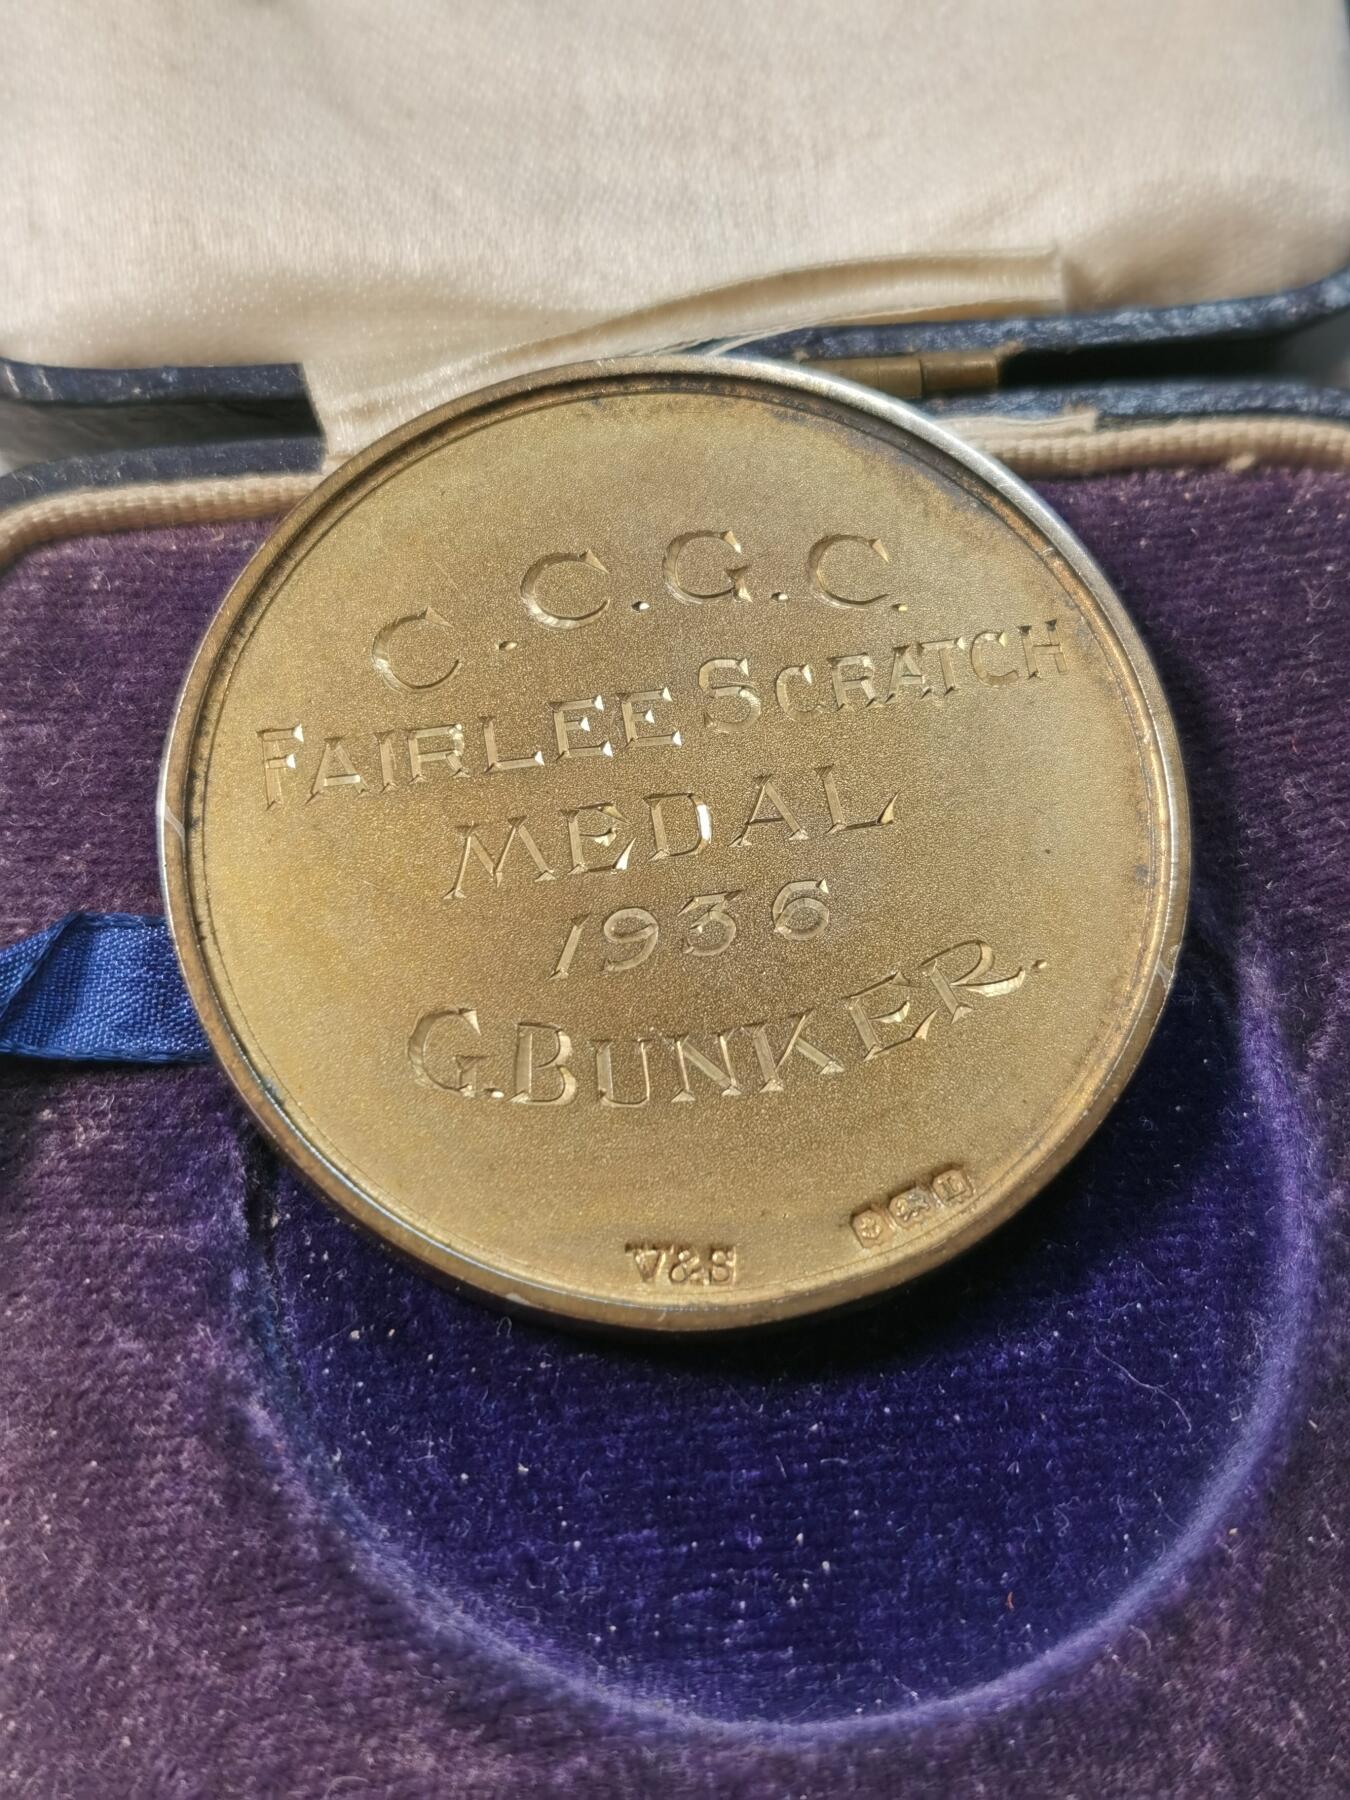 C.C.G.C.
FAIRLEE SCRATCH
MEDAL
1936
G.BUNKER.
V&S
L